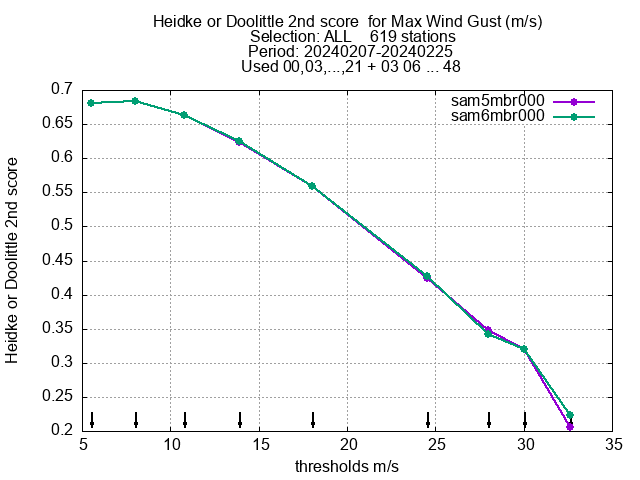 Heidke or Doolittle 2nd score  for Max Wind Gust (m/s)
Selection: ALL    619 stations
Period: 20240207-20240225
Used 00,03,...,21 + 03 06 ... 48
sam5mbr000
sam6mbr000
Heidke or Doolittle 2nd score
0.7
0.65
0.6
0.55
0.5
0.45
0.4
0.35
0.3
0.25
0.2
5 10 15 20 25 30 35
thresholds m/s